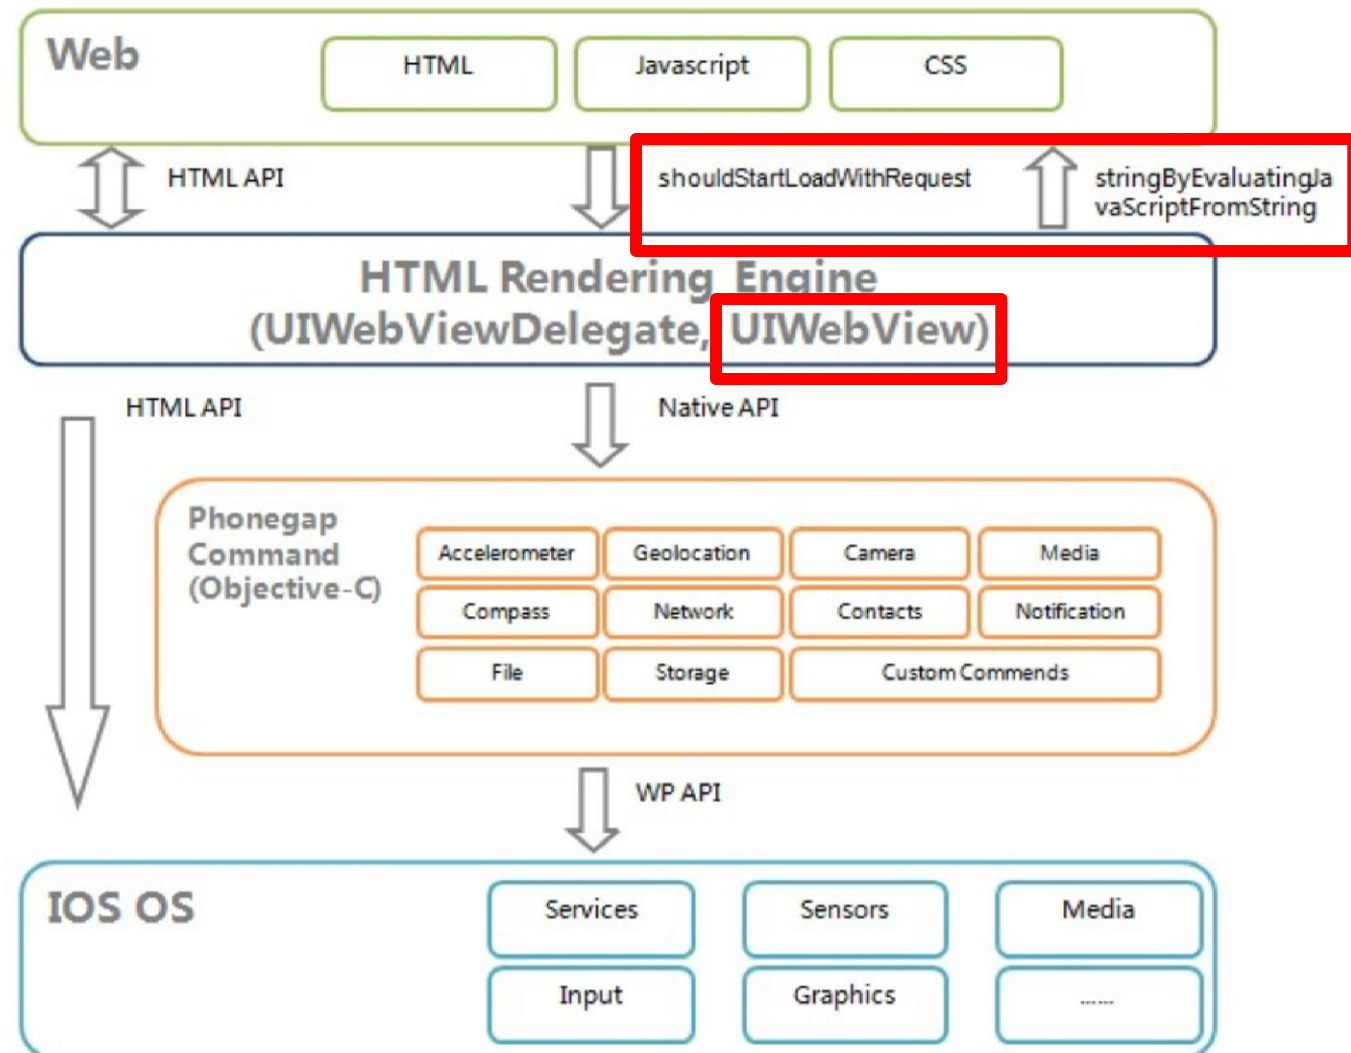 Web
HTML
Javascript
CSS
HTML API
shouldStartLoadWithRequest
stringByEvaluatingJa
vaScriptFromString
HTML Rendering Engine
(UIWebViewDelegate, UIWebView)
HTML API
Native API
Phonegap
Command
(Objective-C)
Accelerometer
Geolocation
Camera
Media
Compass
Network
Contacts
Notification
File
Storage
Custom Commends
WP API
IOS OS
Services
Sensors
Media
Input
Graphics
......